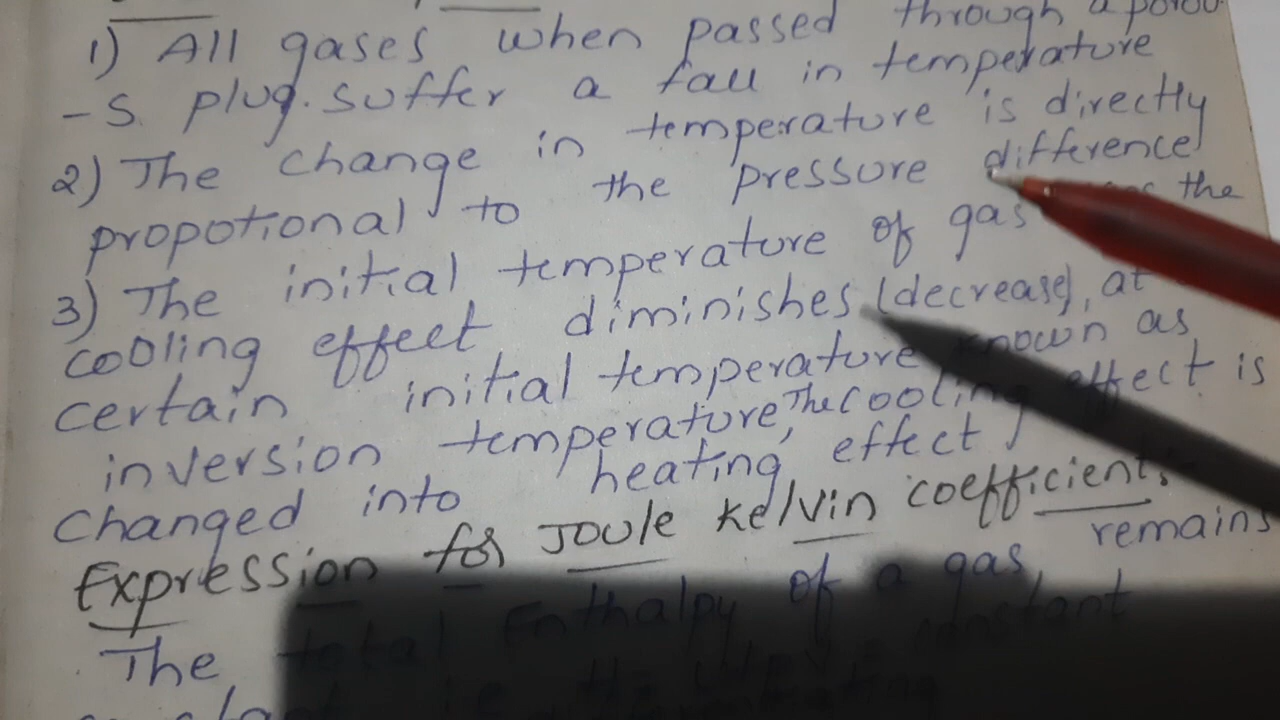 1) All gases when passed through a porou
-s. plug. suffer a fall in temperature
2) The change in temperature is directly
propotional to the pressure difference
3) The initial temperature of gas the
cooling effect diminishes (decrease), at
certain initial temperature known as
inversion temperature, The cooling effect is
changed into heating effect
Expression for Joule Kelvin coefficient:-
The total Enthalpy of a gas, remains
constant